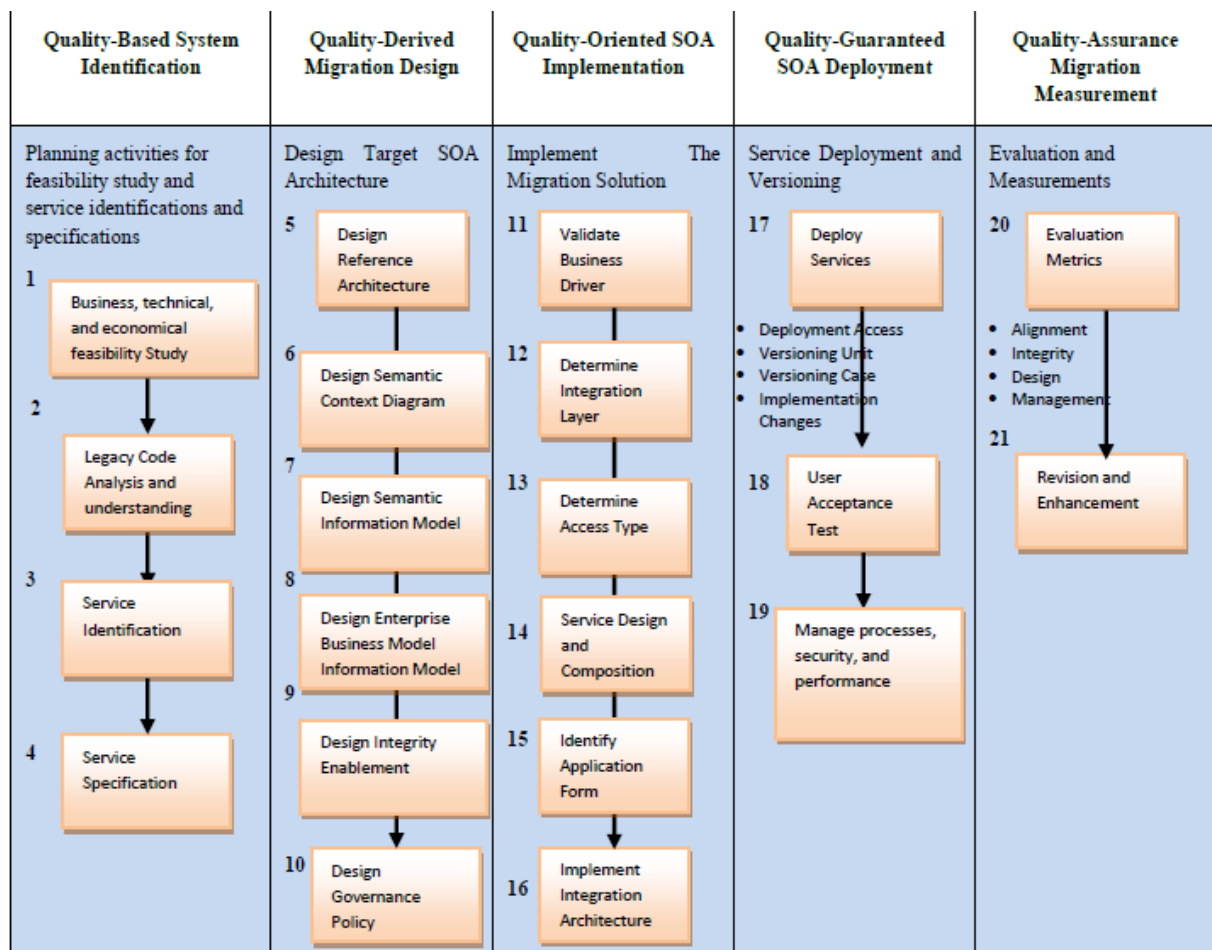 Quality-Based System
Identification
Quality-Derived
Migration Design
Quality-Oriented SOA
Implementation
Quality-Guaranteed
SOA Deployment
Quality-Assurance
Migration
Measurement
Planning activities for
feasibility study and
service identifications and
specifications
1
Business, technical,
and economical
feasibility Study
2
Legacy Code
Analysis and
understanding
3
Service
Identification
4
Service
Specification
Design Target SOA
Architecture
5
Design
Reference
Architecture
6
Design Semantic
Context Diagram
7
Design Semantic
Information Model
8
Design Enterprise
Business Model
Information Model
9
Design Integrity
Enablement
10
Design
Governance
Policy
Implement The
Migration Solution
11
Validate
Business
Driver
12
Determine
Integration
Layer
13
Determine
Access Type
14
Service Design
and
Composition
15
Identify
Application
Form
16
Implement
Integration
Architecture
Service Deployment and
Versioning
17
Deploy
Services
• Deployment Access
• Versioning Unit
• Versioning Case
• Implementation
Changes
18
User
Acceptance
Test
19
Manage processes,
security, and
performance
Evaluation and
Measurements
20
Evaluation
Metrics
• Alignment
• Integrity
• Design
• Management
21
Revision and
Enhancement